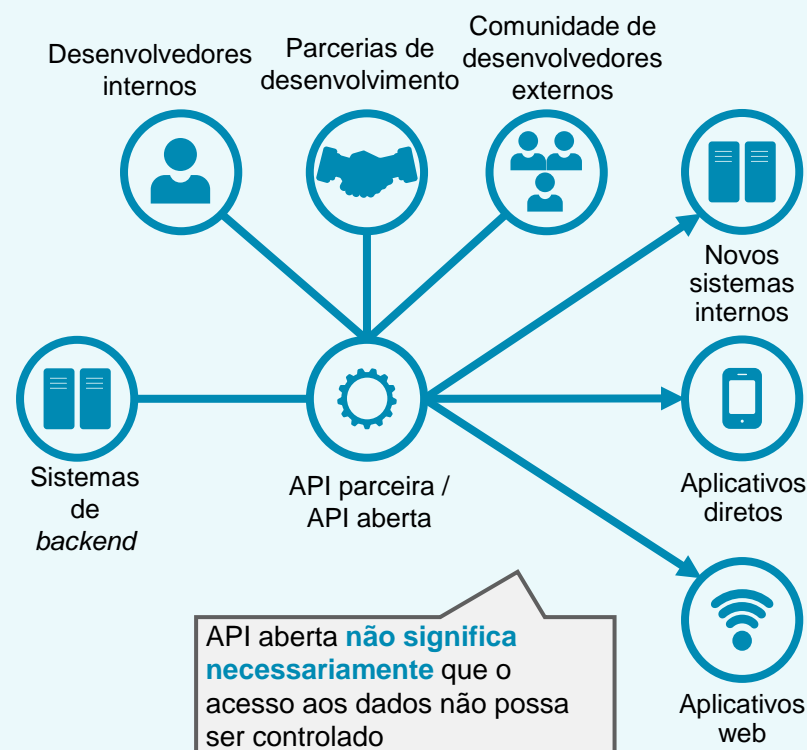 Desenvolvedores
internos
Parcerias de
desenvolvimento
Comunidade de
desenvolvedores
externos
Novos
sistemas
internos
Sistemas
de
backend
API parceira /
API aberta
Aplicativos
diretos
API aberta não significa
necessariamente que o
acesso aos dados não possa
ser controlado
Aplicativos
web